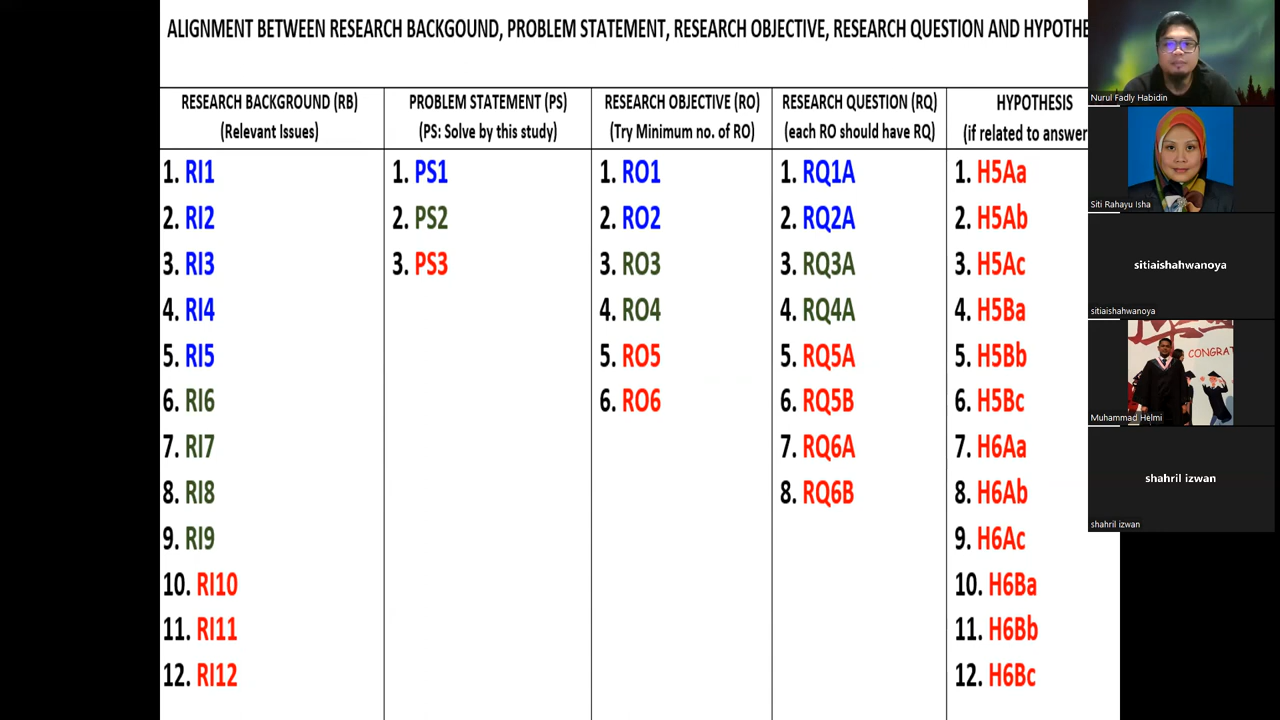 ALIGNMENT BETWEEN RESEARCH BACKGOUND, PROBLEM STATEMENT, RESEARCH OBJECTIVE, RESEARCH QUESTION AND HYPOTHE
RESEARCH BACKGROUND (RB)
(Relevant Issues)
1. RI1
2. RI2
3. RI3
4. RI4
5. RI5
6. RI6
7. RI7
8. RI8
9. RI9
10. RI10
11. RI11
12. RI12
PROBLEM STATEMENT (PS)
(PS: Solve by this study)
1. PS1
2. PS2
3. PS3
RESEARCH OBJECTIVE (RO)
(Try Minimum no. of RO)
1. RO1
2. RO2
3. RO3
4. RO4
5. RO5
6. RO6
RESEARCH QUESTION (RQ)
(each RO should have RQ)
1. RQ1A
2. RQ2A
3. RQ3A
4. RQ4A
5. RQ5A
6. RQ5B
7. RQ6A
8. RQ6B
HYPOTHESIS
(if related to answer
1. H5Aa
2. H5Ab
3. H5Ac
4. H5Ba
5. H5Bb
6. H5Bc
7. H6Aa
8. H6Ab
9. H6Ac
10. H6Ba
11. H6Bb
12. H6Bc
Nurul Fadly Habidin
Siti Rahayu Isha
sitiaishahwanoya
sitiaishahwanoya
CONGRAT
Muhammad Helmi
shahril izwan
shahril izwan